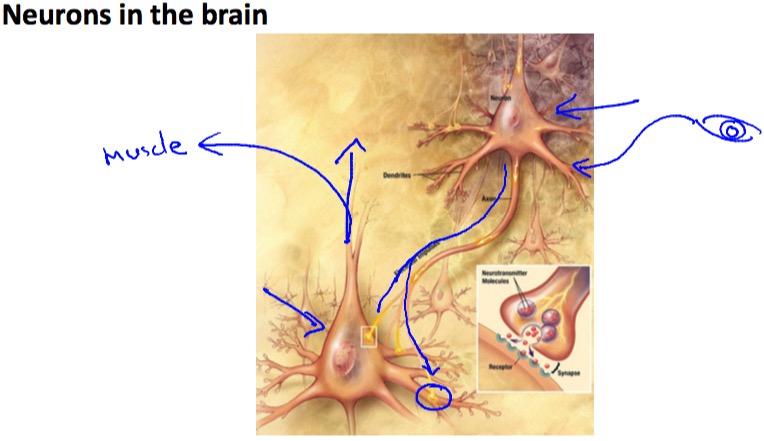 Neurons in the brain
Neuron
Muscle
Dendrites
Axon
Neurotransmitter
Molecules
Receptor
Synapse